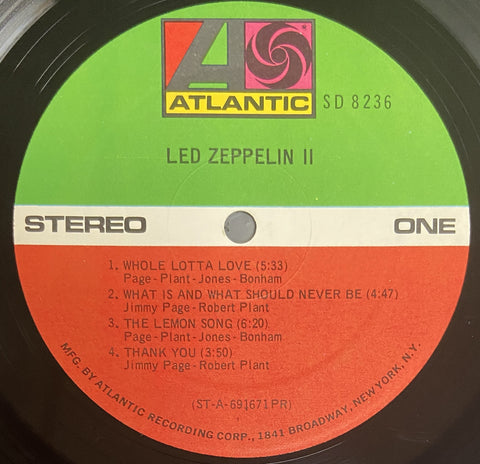 ATLANTIC
SD 8236
LED ZEPPELIN II
STEREO
ONE
1. WHOLE LOTTA LOVE (5:33)
Page-Plant-Jones-Bonham
2. WHAT IS AND WHAT SHOULD NEVER BE (4:47)
Jimmy Page-Robert Plant
3. THE LEMON SONG (6:20)
Page-Plant-Jones-Bonham
4. THANK YOU (3:50)
Jimmy Page-Robert Plant
(ST-A-691671PR)
MFG. BY ATLANTIC RECORDING CORP., 1841 BROADWAY, NEW YORK, N.Y.